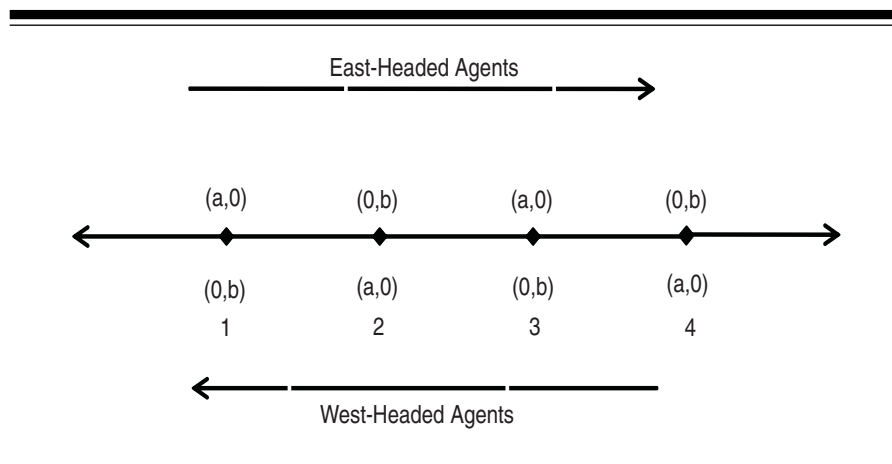 East-Headed Agents
(a,0) (0,b) (a,0) (0,b)
(0,b) (a,0) (0,b) (a,0)
1 2 3 4
West-Headed Agents